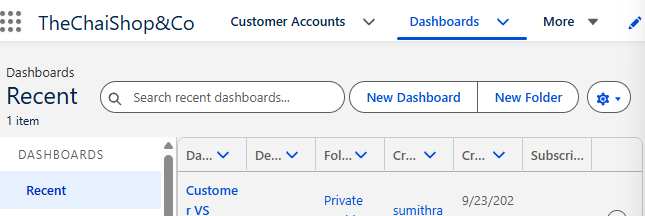 TheChaiShop&Co
Customer Accounts
Dashboards
More
Dashboards
Recent
1 item
Search recent dashboards...
New Dashboard
New Folder
DASHBOARDS
Recent
Da...
De...
Fol...
Cr...
Cr...
Subscri...
Custome
r VS
Private
sumithra
9/23/202